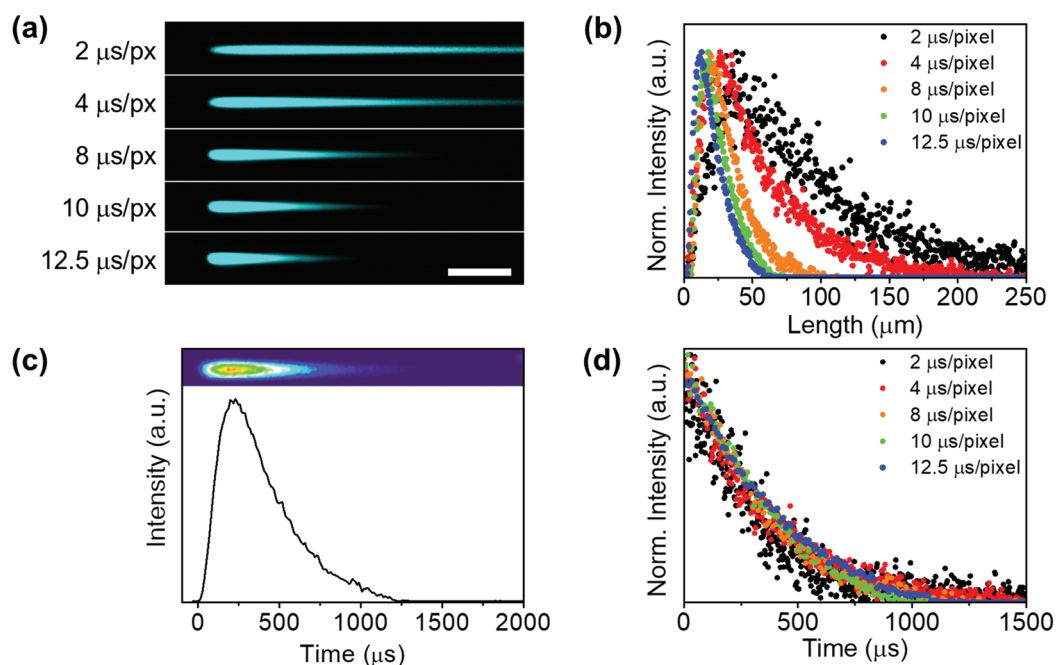 (a)
2 μs/px
4 μs/px
8 μs/px
10 μs/px
12.5 μs/px
(b)
Norm. Intensity (a.u.)
2 μs/pixel
4 μs/pixel
8 μs/pixel
10 μs/pixel
12.5 μs/pixel
0 50 100 150 200 250
Length (μm)
(c)
Intensity (a.u.)
0 500 1000 1500 2000
Time (μs)
(d)
Norm. Intensity (a.u.)
2 μs/pixel
4 μs/pixel
8 μs/pixel
10 μs/pixel
12.5 μs/pixel
0 500 1000 1500
Time (μs)